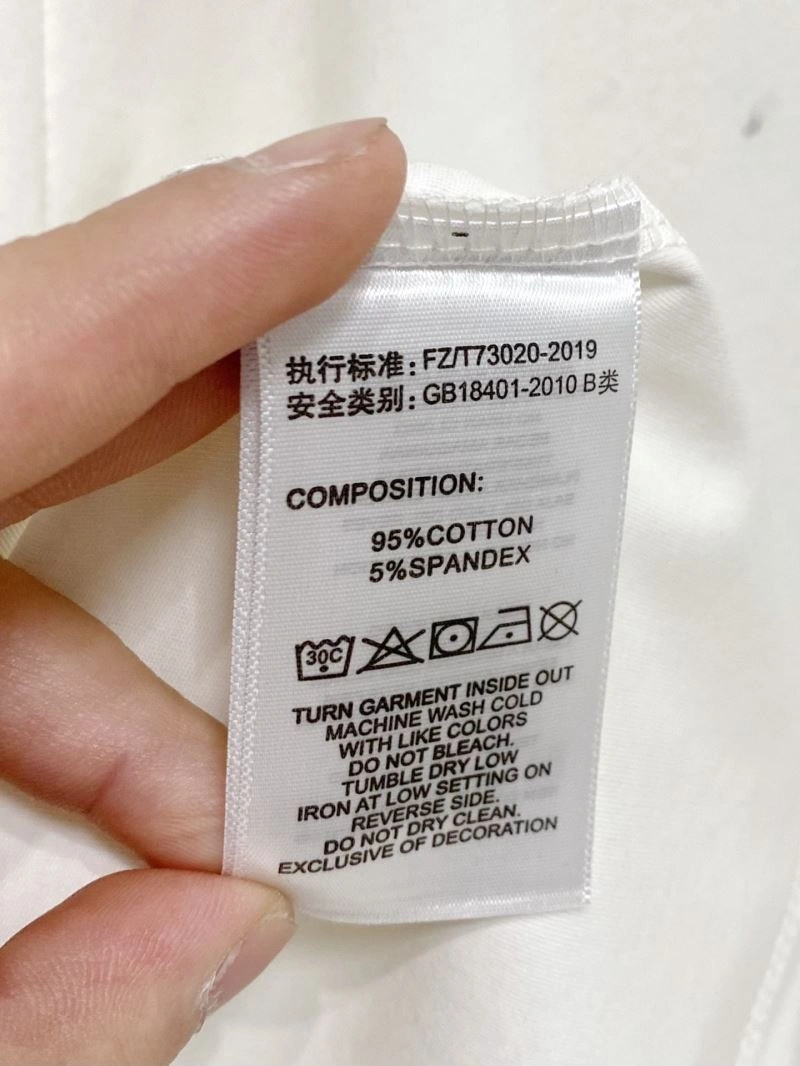 执行标准: FZ/T73020-2019
安全类别: GB18401-2010 B类
COMPOSITION:
95%COTTON
5%SPANDEX
30C
TURN GARMENT INSIDE OUT
MACHINE WASH COLD
WITH LIKE COLORS
DO NOT BLEACH.
TUMBLE DRY LOW
IRON AT LOW SETTING ON
REVERSE SIDE.
DO NOT DRY CLEAN.
EXCLUSIVE OF DECORATION